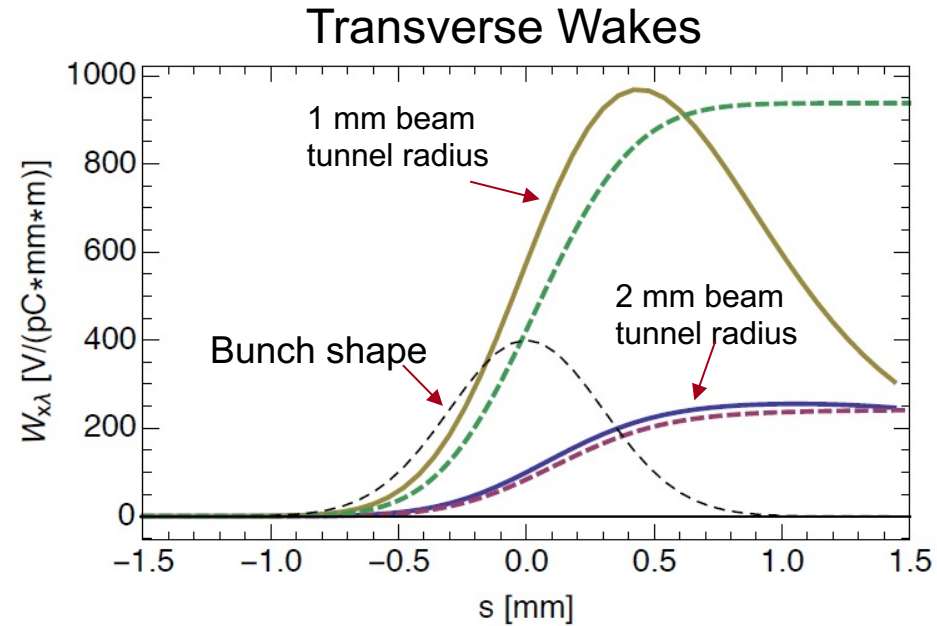 Transverse Wakes
1000
800
600
400
200
0
W_xλ [V/(pC*mm*m)]
1 mm beam
tunnel radius
2 mm beam
tunnel radius
Bunch shape
−1.5 −1.0 −0.5 0.0 0.5 1.0 1.5
s [mm]